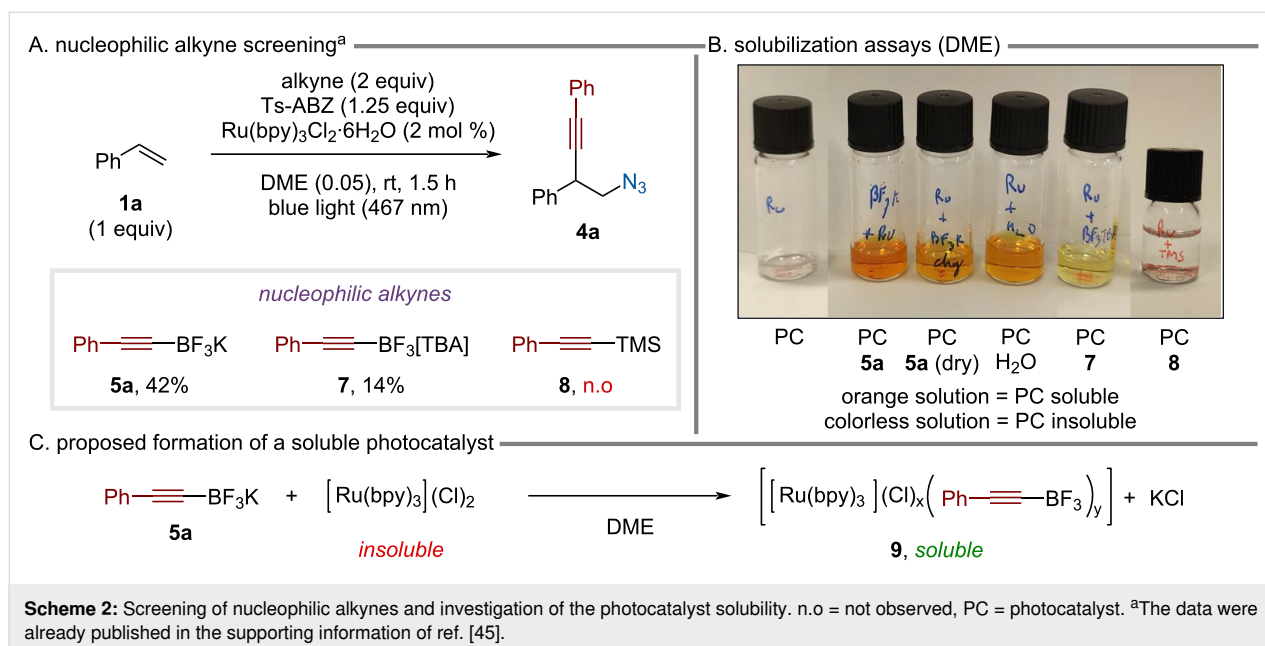 A. nucleophilic alkyne screeningᵃ
alkyne (2 equiv)
Ts-ABZ (1.25 equiv)
Ru(bpy)₃Cl₂·6H₂O (2 mol %)
DME (0.05), rt, 1.5 h
blue light (467 nm)
Ph
1a
(1 equiv)
Ph
Ph
N₃
4a
nucleophilic alkynes
Ph BF₃K
5a, 42%
Ph BF₃[TBA]
7, 14%
Ph TMS
8, n.o
B. solubilization assays (DME)
Ru
BF₃K
+ Ru
Ru
+
BF₃K
dry
Ru
+
H₂O
Ru
+
BF₃TBA
Ru
+
TMS
PC
PC
5a
PC
5a (dry)
PC
H₂O
PC
7
PC
8
orange solution = PC soluble
colorless solution = PC insoluble
C. proposed formation of a soluble photocatalyst
Ph BF₃K + [Ru(bpy)₃](Cl)₂
5a
insoluble
DME
[[Ru(bpy)₃](Cl)ₓ(Ph BF₃)y] + KCl
9, soluble
Scheme 2: Screening of nucleophilic alkynes and investigation of the photocatalyst solubility. n.o = not observed, PC = photocatalyst. ᵃThe data were
already published in the supporting information of ref. [45].